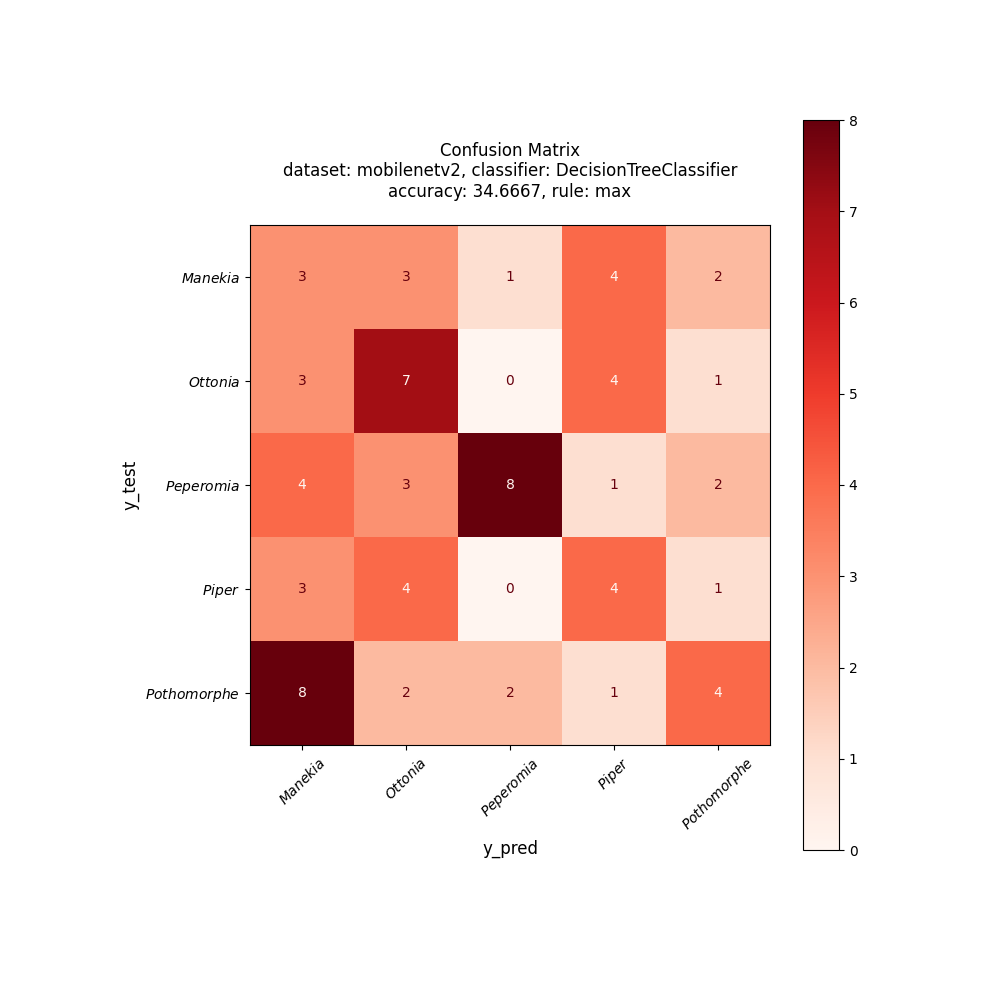 Confusion Matrix
dataset: mobilenetv2, classifier: DecisionTreeClassifier
accuracy: 34.6667, rule: max
y_test
Manekia 3 3 1 4 2
Ottonia 3 7 0 4 1
Peperomia 4 3 8 1 2
Piper 3 4 0 4 1
Pothomorphe 8 2 2 1 4
Manekia Ottonia Peperomia Piper Pothomorphe
y_pred
8
7
6
5
4
3
2
1
0